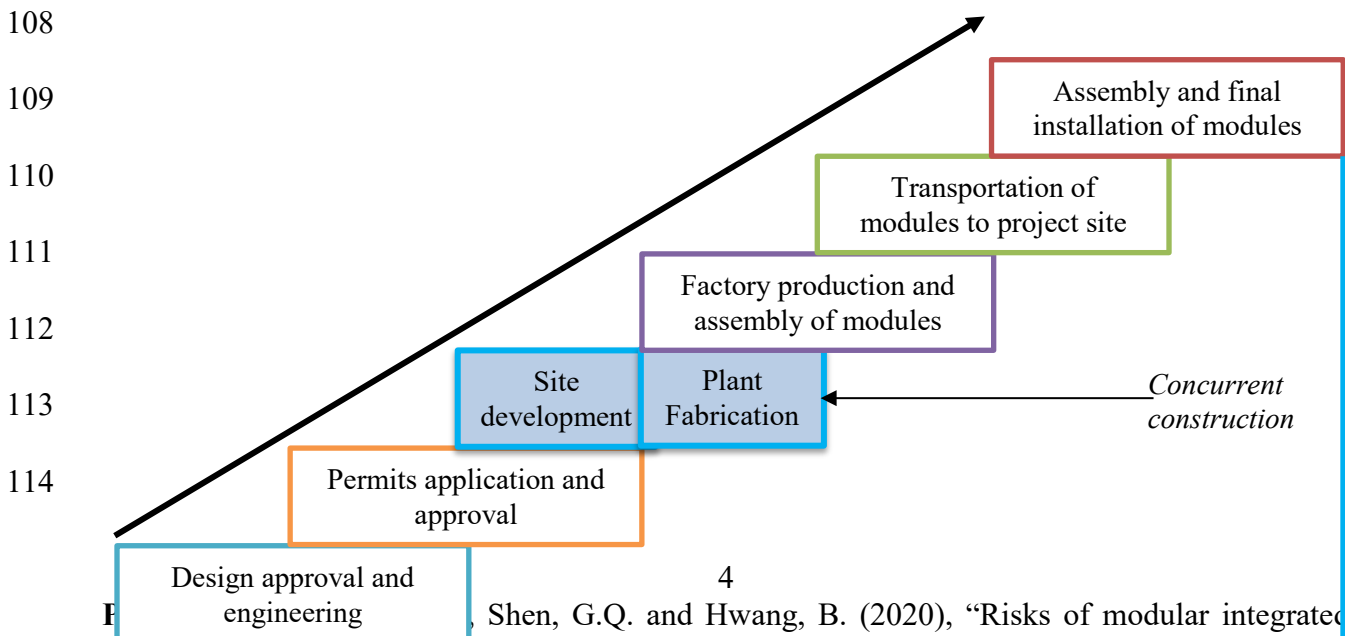 108
109
Assembly and final
installation of modules
110
Transportation of
modules to project site
111
Factory production and
assembly of modules
112
Site
development
Plant
Fabrication
Concurrent
construction
113
114
Permits application and
approval
Design approval and
engineering
4
Shen, G.Q. and Hwang, B. (2020), “Risks of modular integrated